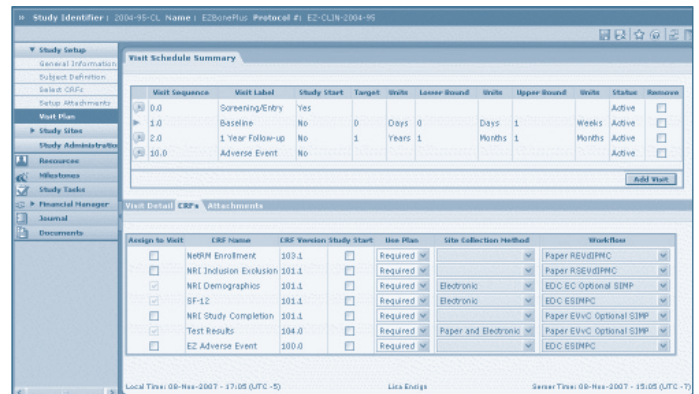 Study Identifier: 2004-95-CL Name: EZBonePlus Protocol #: EZ-CLIN-2004-95
Study Setup
General Information
Subject Definition
Select CRFs
Setup Attachments
Visit Plan
Study Sites
Study Administration
Resources
Milestones
Study Tasks
Financial Manager
Journal
Documents
Visit Schedule Summary
Visit Sequence Visit Label Study Start Target Units Lower Bound Units Upper Bound Units Status Remove
0.0 Screening/Entry Yes Active
1.0 Baseline No 0 Days 0 Days 1 Weeks Active
2.0 1 Year Follow-up No 1 Years 1 Months 1 Months Active
10.0 Adverse Event No Active
Add Visit
Visit Detail CRFs Attachments
Assign to Visit CRF Name CRF Version Study Start Use Plan Site Collection Method Workflow
NetRM Enrollment 103.1 Required Paper REVdIPMC
NRI Inclusion Exclusion 101.1 Required Paper RSEVdIPMC
NRI Demographics 101.1 Required Electronic EDC EC Optional SIMP
SF-12 101.1 Required Electronic EDC ESIMPC
NRI Study Completion 101.1 Required Paper EVvC Optional SIMP
Test Results 104.0 Required Paper and Electronic Paper EVvC Optional SIMP
EZ Adverse Event 100.0 Required EDC ESIMPC
Local Time: 08-Nov-2007 - 17:05 (UTC -5) Server Time: 08-Nov-2007 - 15:05 (UTC -7)